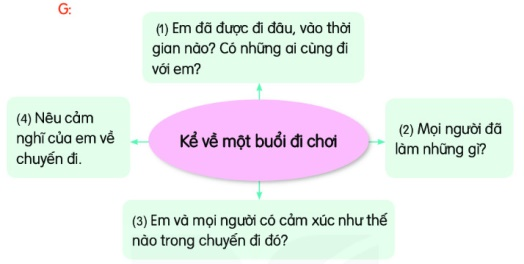 G:
(1) Em đã được đi đâu, vào thời
gian nào? Có những ai cùng đi
với em?
(4) Nêu cảm
nghĩ của em về
chuyến đi.
Kể về một buổi đi chơi
(2) Mọi người đã
làm những gì?
(3) Em và mọi người có cảm xúc như thế
nào trong chuyến đi đó?